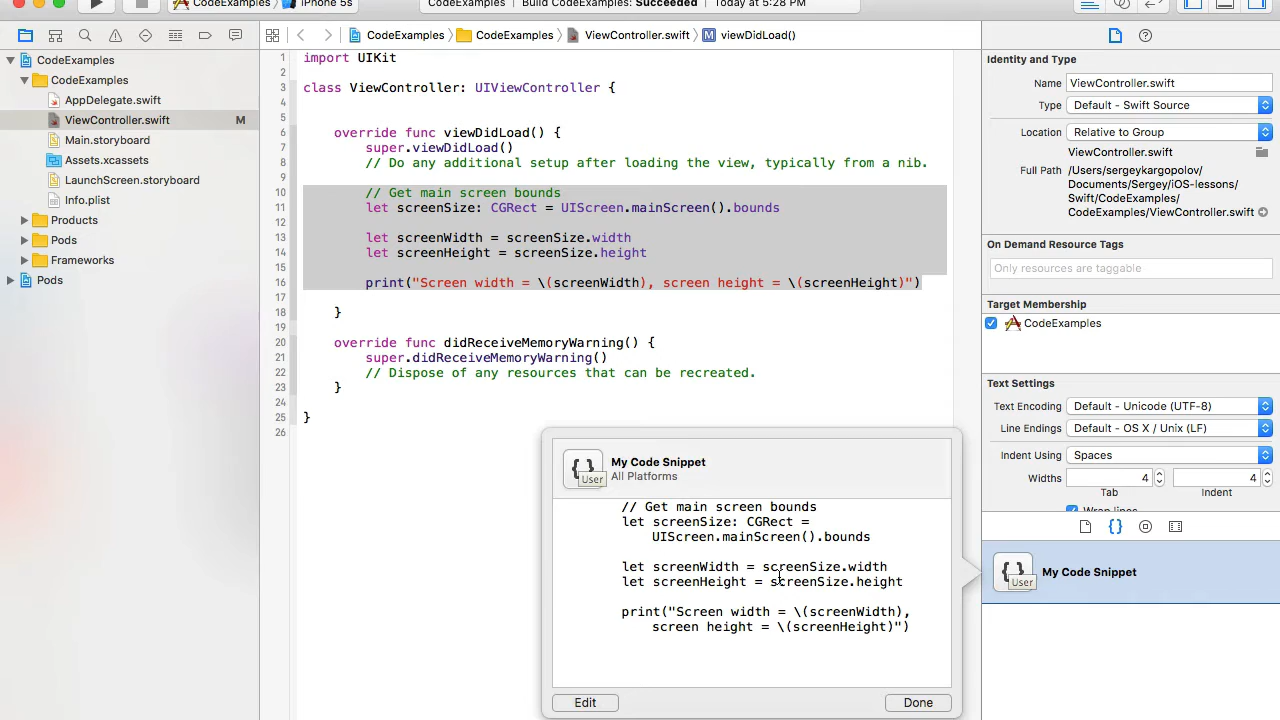 CodeExamples
iPhone 5s
CodeExamples
Build CodeExamples: Succeeded
Today at 5:28 PM
CodeExamples
CodeExamples
ViewController.swift
M viewDidLoad()
CodeExamples
CodeExamples
AppDelegate.swift
ViewController.swift
M
Main.storyboard
Assets.xcassets
LaunchScreen.storyboard
Info.plist
Products
Pods
Frameworks
Pods
1 import UIKit
2
3 class ViewController: UIViewController {
4
5
6 override func viewDidLoad() {
7 super.viewDidLoad()
8 // Do any additional setup after loading the view, typically from a nib.
9
10 // Get main screen bounds
11 let screenSize: CGRect = UIScreen.mainScreen().bounds
12
13 let screenWidth = screenSize.width
14 let screenHeight = screenSize.height
15
16 print("Screen width = \(screenWidth), screen height = \(screenHeight)")
17
18 }
19
20 override func didReceiveMemoryWarning() {
21 super.didReceiveMemoryWarning()
22 // Dispose of any resources that can be recreated.
23 }
24
25 }
26
{ }
User
My Code Snippet
All Platforms
// Get main screen bounds
let screenSize: CGRect =
UIScreen.mainScreen().bounds
let screenWidth = screenSize.width
let screenHeight = screenSize.height
print("Screen width = \(screenWidth),
screen height = \(screenHeight)")
Edit
Done
Identity and Type
Name ViewController.swift
Type Default - Swift Source
Location Relative to Group
ViewController.swift
Full Path /Users/sergeykargopolov/
Documents/Sergey/iOS-lessons/
Swift/CodeExamples/
CodeExamples/ViewController.swift
On Demand Resource Tags
Only resources are taggable
Target Membership
CodeExamples
Text Settings
Text Encoding Default - Unicode (UTF-8)
Line Endings Default - OS X / Unix (LF)
Indent Using Spaces
Widths 4 4
Tab Indent
Wrap lines
{ }
{ }
User
My Code Snippet